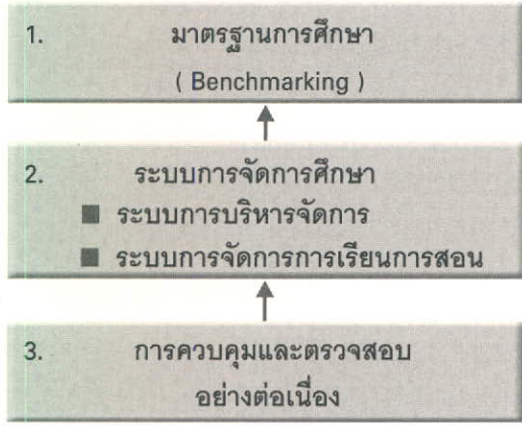 1. มาตรฐานการศึกษา
( Benchmarking )
2. ระบบการจัดการศึกษา
■ ระบบการบริหารจัดการ
■ ระบบการจัดการการเรียนการสอน
3. การควบคุมและตรวจสอบ
อย่างต่อเนื่อง